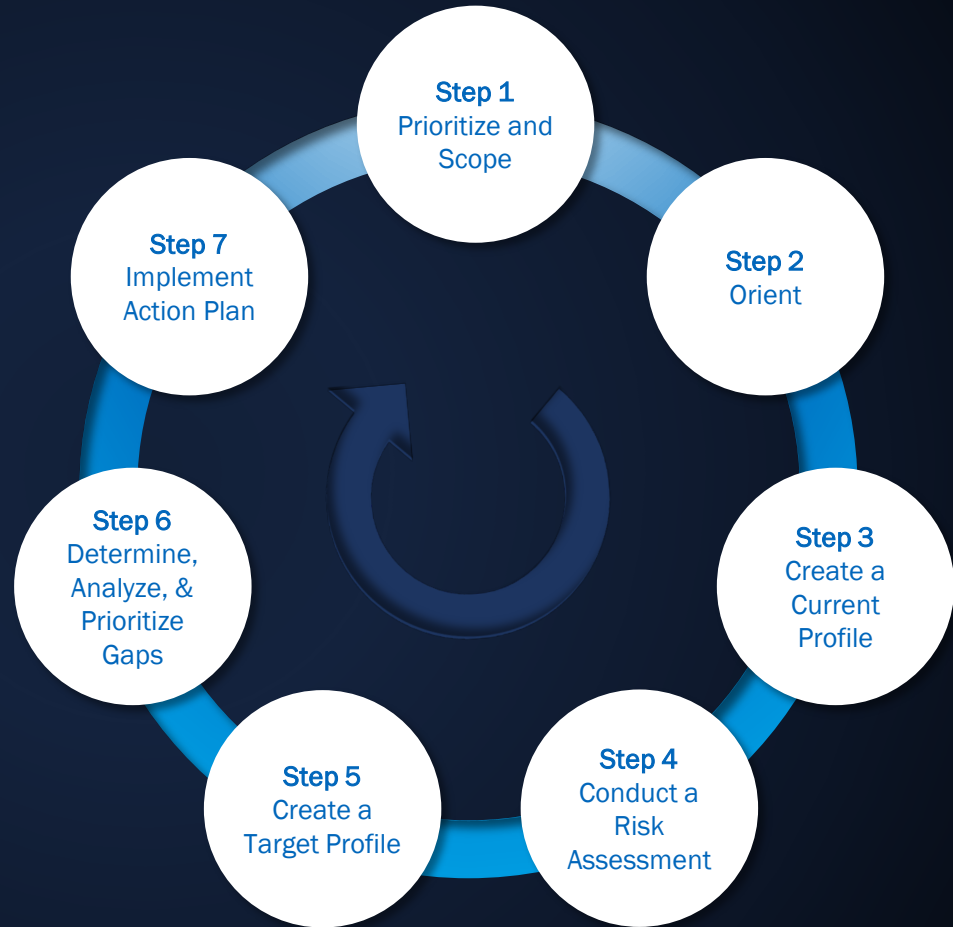 Step 1
Prioritize and
Scope
Step 2
Orient
Step 3
Create a
Current
Profile
Step 4
Conduct a
Risk
Assessment
Step 5
Create a
Target Profile
Step 6
Determine,
Analyze, &
Prioritize
Gaps
Step 7
Implement
Action Plan